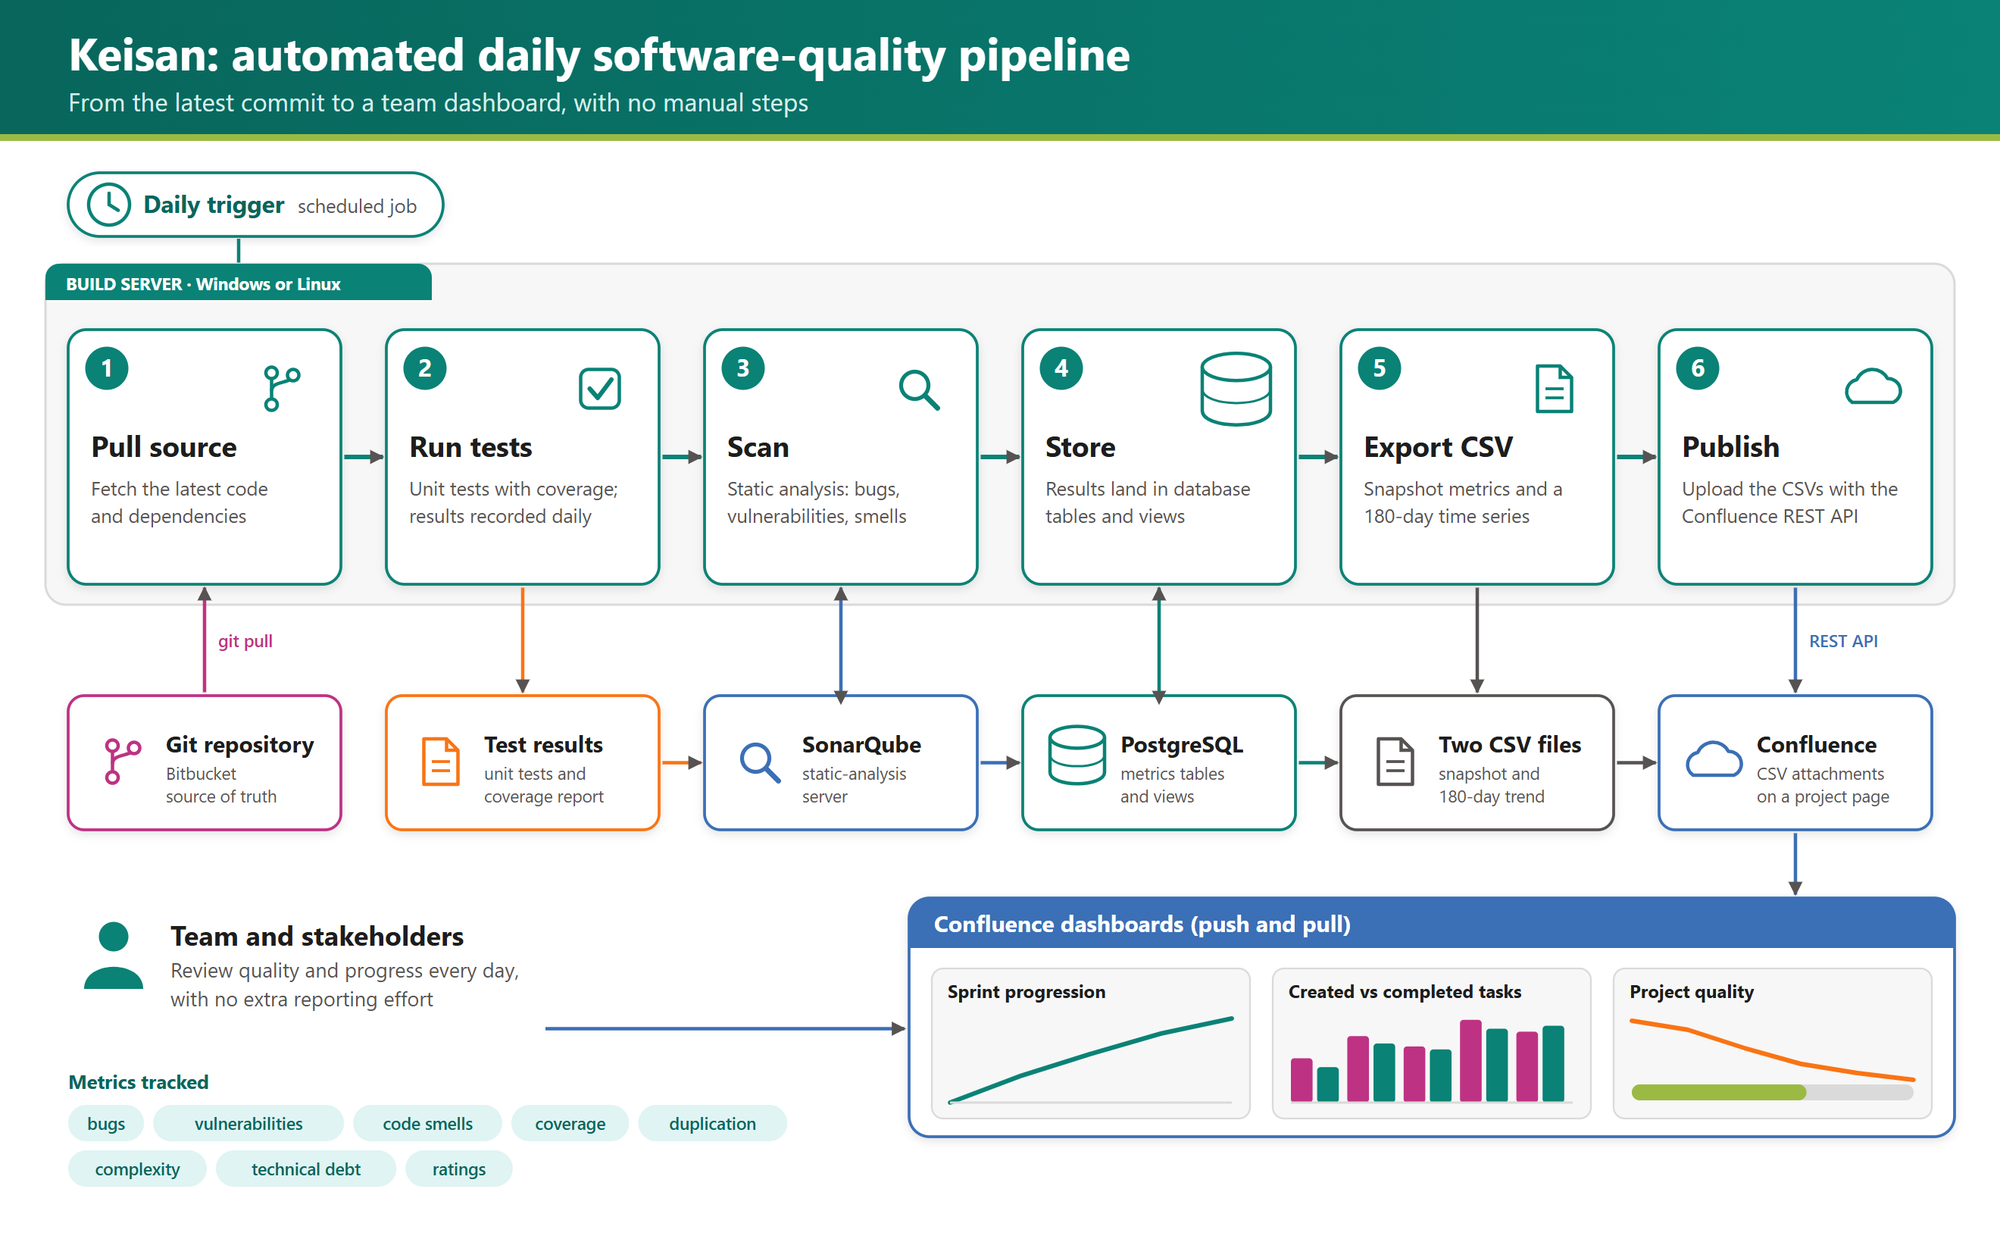 Keisan: automated daily software-quality pipeline
From the latest commit to a team dashboard, with no manual steps
Daily trigger scheduled job
BUILD SERVER · Windows or Linux
1
Pull source
Fetch the latest code
and dependencies
2
Run tests
Unit tests with coverage;
results recorded daily
3
Scan
Static analysis: bugs,
vulnerabilities, smells
4
Store
Results land in database
tables and views
5
Export CSV
Snapshot metrics and a
180-day time series
6
Publish
Upload the CSVs with the
Confluence REST API
git pull
REST API
Git repository
Bitbucket
source of truth
Test results
unit tests and
coverage report
SonarQube
static-analysis
server
PostgreSQL
metrics tables
and views
Two CSV files
snapshot and
180-day trend
Confluence
CSV attachments
on a project page
Team and stakeholders
Review quality and progress every day,
with no extra reporting effort
Confluence dashboards (push and pull)
Sprint progression
Created vs completed tasks
Project quality
Metrics tracked
bugs
vulnerabilities
code smells
coverage
duplication
complexity
technical debt
ratings